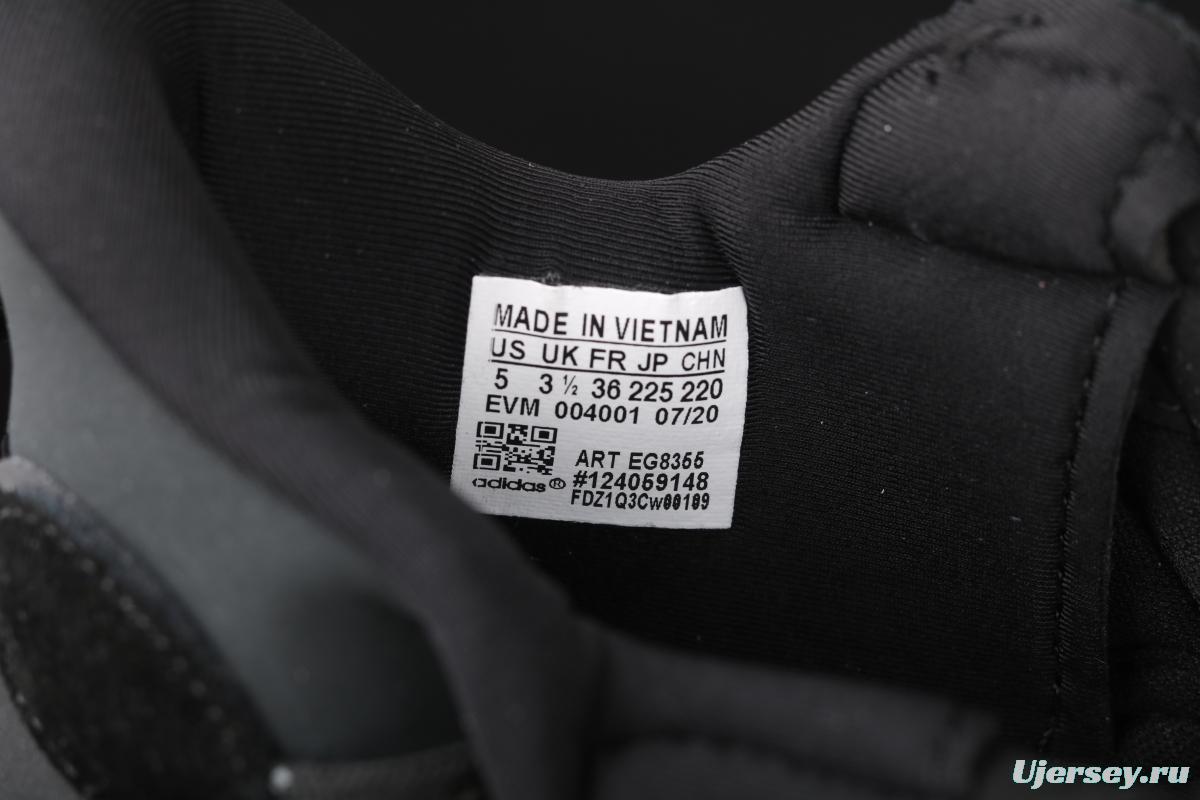 MADE IN VIETNAM
US UK FR JP CHN
5 3 ½ 36 225 220
EVM 004001 07/20
ART EG8355
#124059148
adidas®
FDZ1Q3Cw00109
Ujersey.ru